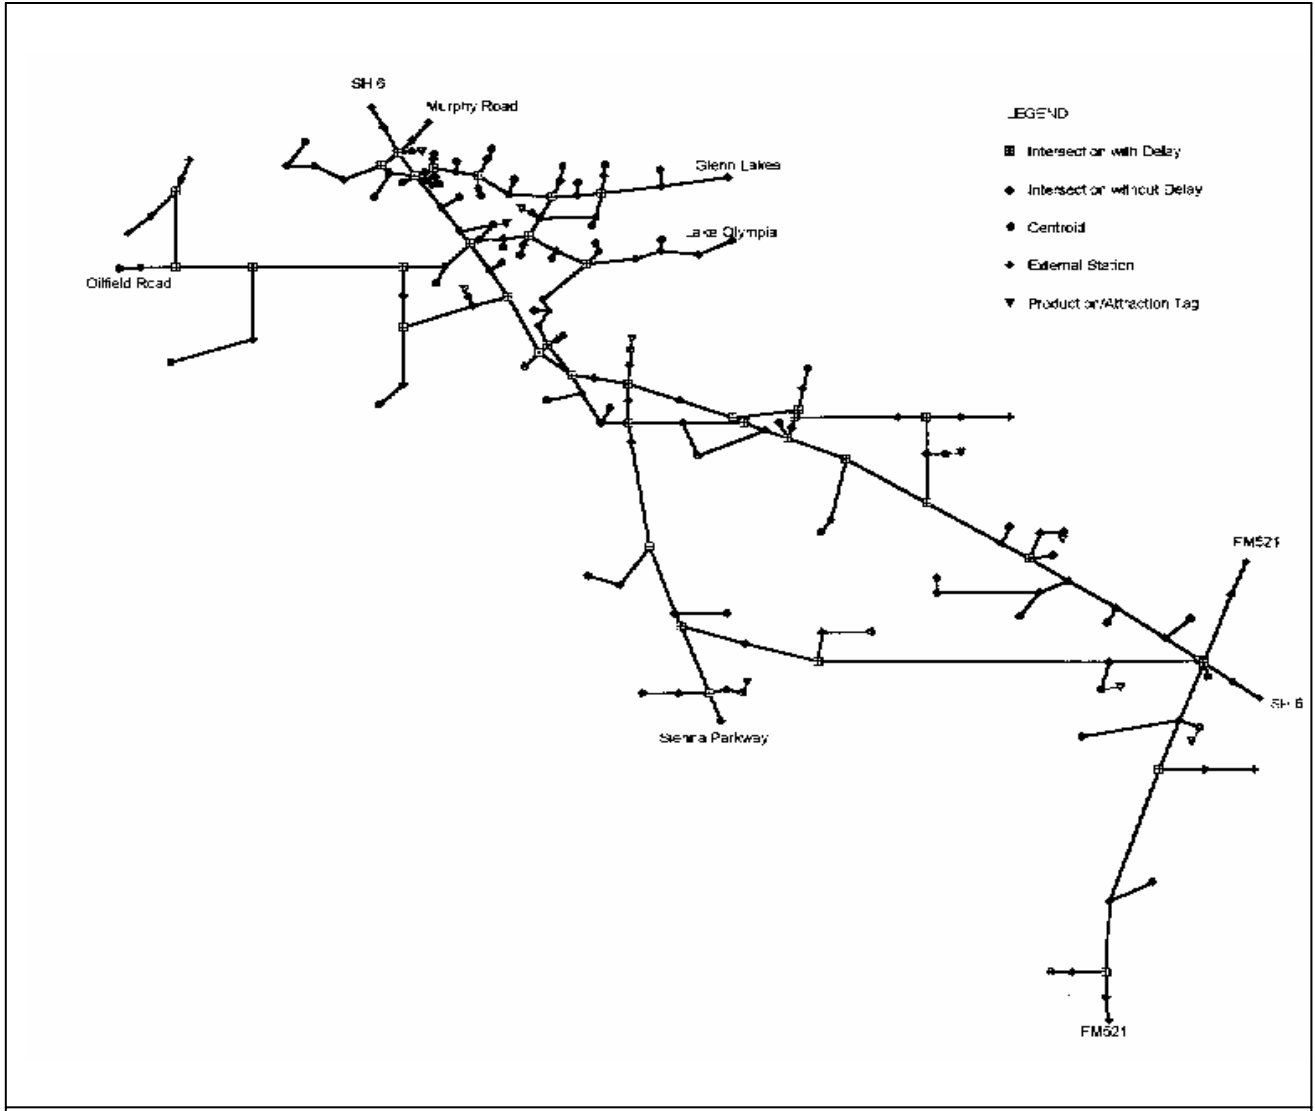 SH 6
Murphy Road
LEGEND
Intersection with Delay
Glenn Lakes
Intersection without Delay
Centroid
Lake Olympia
External Station
Oilfield Road
Production/Attraction Tag
FM521
SH 6
Sienna Parkway
FM521